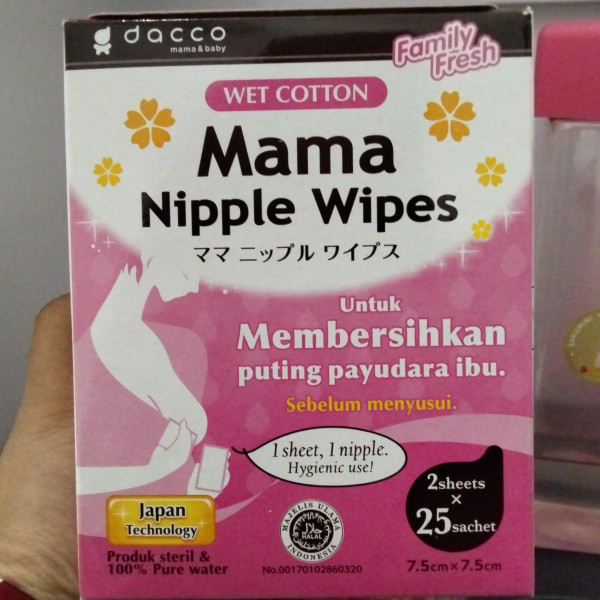 dacco
mama & baby
Family
Fresh
WET COTTON
Mama
Nipple Wipes
ママ ニップル ワイプス
Untuk
Membersihkan
puting payudara ibu.
Sebelum menyusui.
1 sheet, 1 nipple.
Hygienic use!
2sheets
×
25sachet
7.5cm×7.5cm
Japan
Technology
Produk steril &
100% Pure water
MAJELIS ULAMA
INDONESIA
حلال
HALAL
No.00170102860320